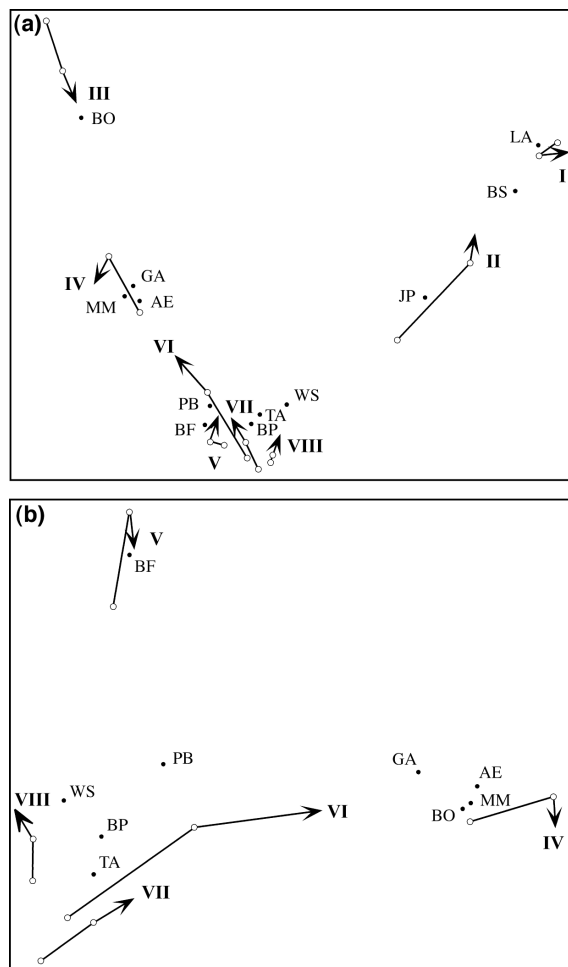 (a)
III
BO
LA
I
BS
GA
IV
II
MM
AE
JP
VI
WS
PB
VII
TA
BF
BP
VIII
V
(b)
V
BF
PB
GA
AE
WS
VIII
MM
BO
VI
BP
IV
TA
VII